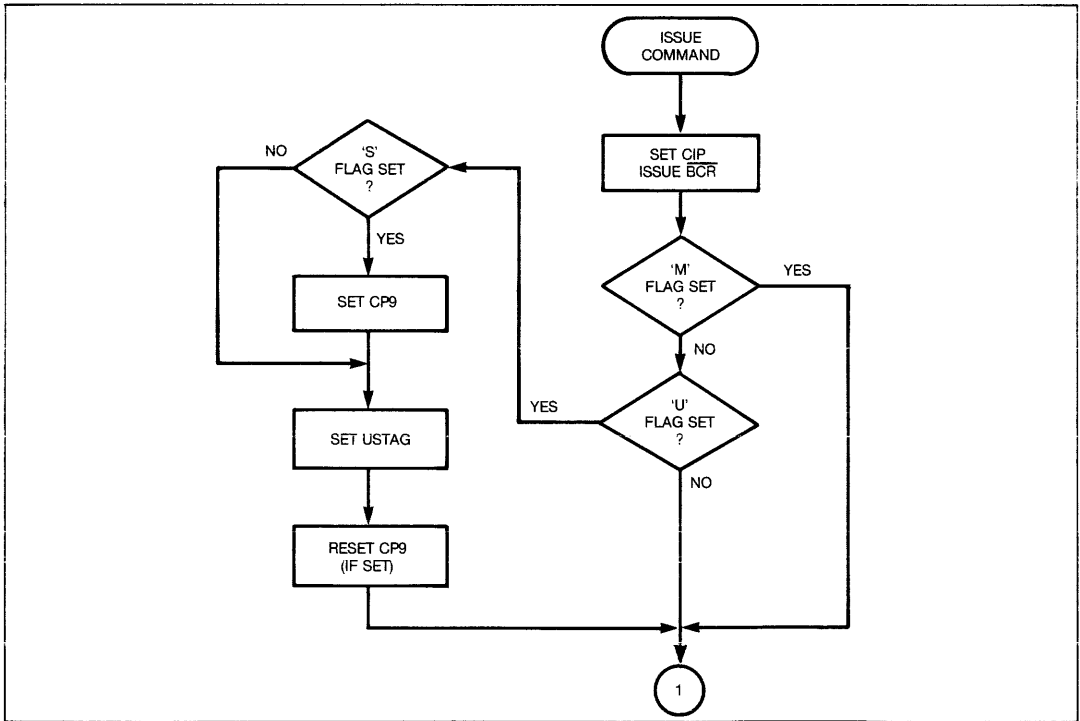 ISSUE
COMMAND
SET CIP
ISSUE B̅C̅R̅
'M'
FLAG SET
?
YES
NO
'U'
FLAG SET
?
YES
NO
'S'
FLAG SET
?
NO
YES
SET CP9
SET USTAG
RESET CP9
(IF SET)
1